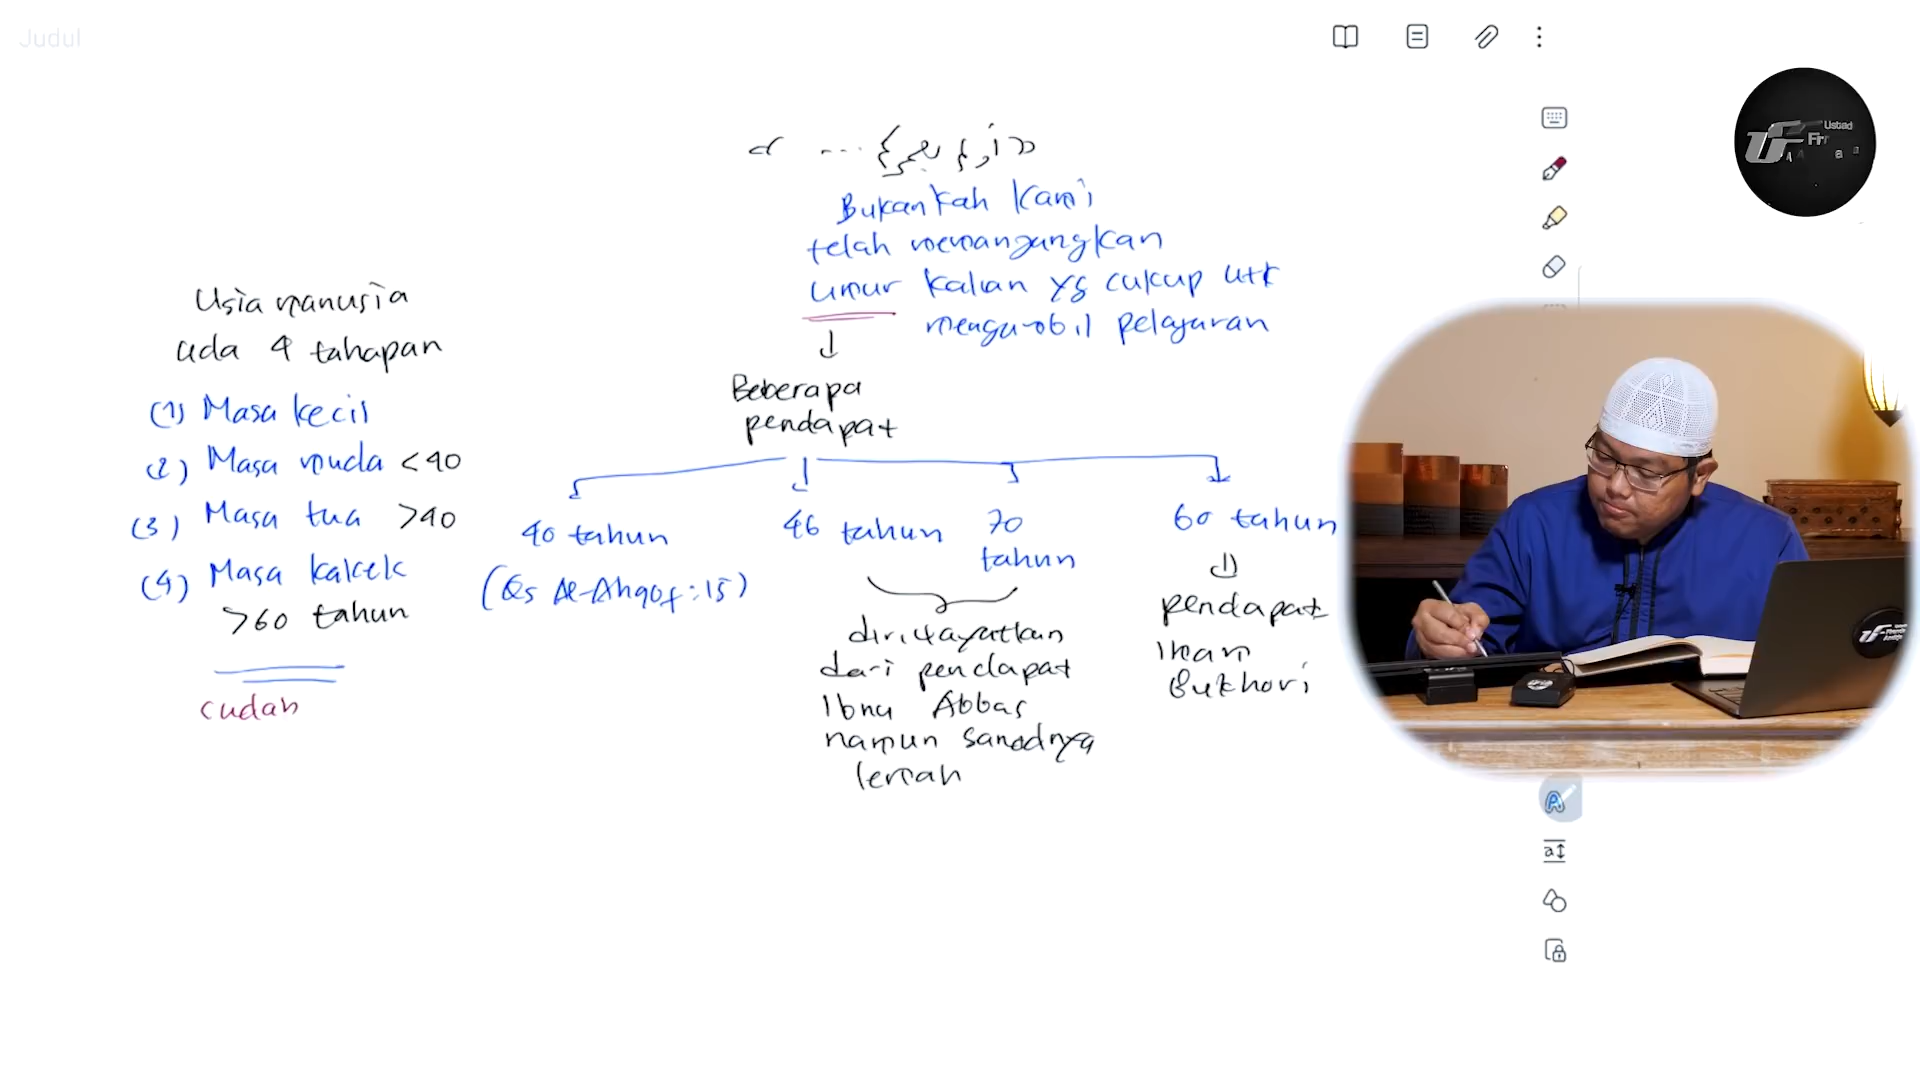 Judul
Bukankah Kami
telah memanjangkan
umur kalian yg cukup utk
mengambil pelajaran
Beberapa
pendapat
Usia manusia
ada 4 tahapan
(1) Masa kecil
(2) Masa muda <40
(3) Masa tua >40
(4) Masa kakek
>60 tahun
sudah
40 tahun
(Qs Al-Ahqof:15)
46 tahun
70
tahun
diriwayatkan
dari pendapat
Ibnu Abbas
namun sanadnya
lemah
60 tahun
pendapat
Imam
Bukhori
Ustad